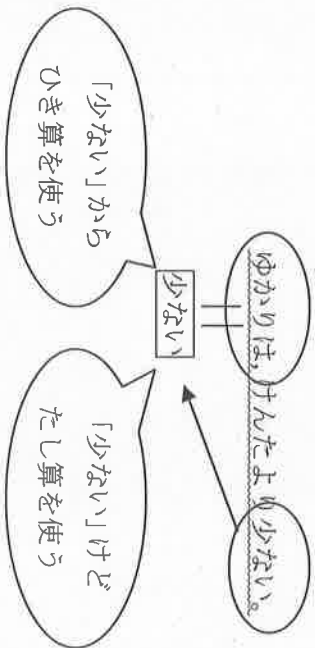 ゆかりは，けんたより少ない。
少ない
「少ない」から
ひき算を使う
「少ない」けど
たし算を使う